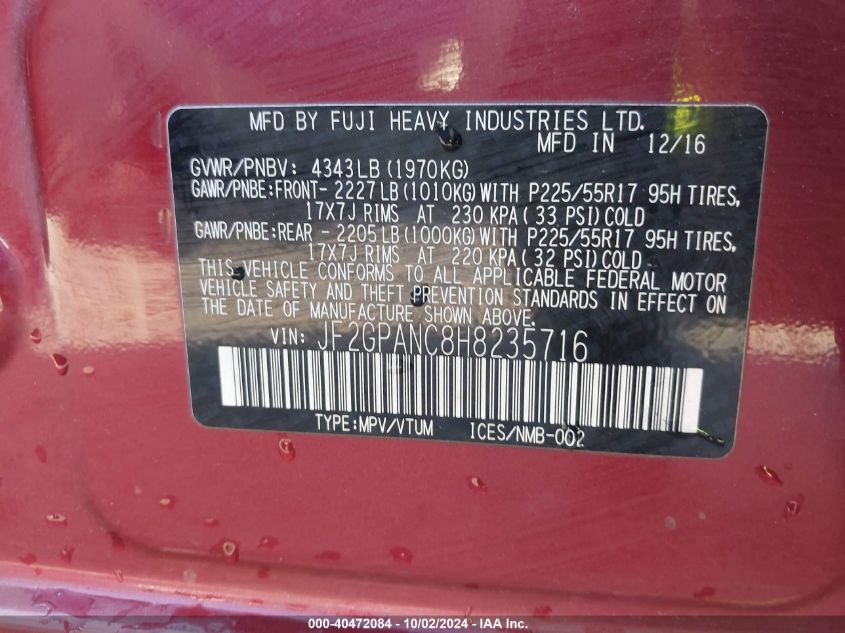 MFD BY FUJI HEAVY INDUSTRIES LTD.
MFD IN 12/16
GVWR/PNBV: 4343LB (1970KG)
GAWR/PNBE:FRONT- 2227LB (1010KG)WITH P225/55R17 95H TIRES,
17X7J RIMS AT 230 KPA( 33 PSI)COLD
GAWR/PNBE:REAR - 2205LB (1000KG)WITH P225/55R17 95H TIRES,
17X7J RIMS AT 220 KPA( 32 PSI)COLD
THIS VEHICLE CONFORMS TO ALL APPLICABLE FEDERAL MOTOR
VEHICLE SAFETY AND THEFT PREVENTION STANDARDS IN EFFECT ON
THE DATE OF MANUFACTURE SHOWN ABOVE.
VIN: JF2GPANC8H8235716
TYPE:MPV/VTUM ICES/NMB-002
000-40472084 - 10/02/2024 - IAA Inc.